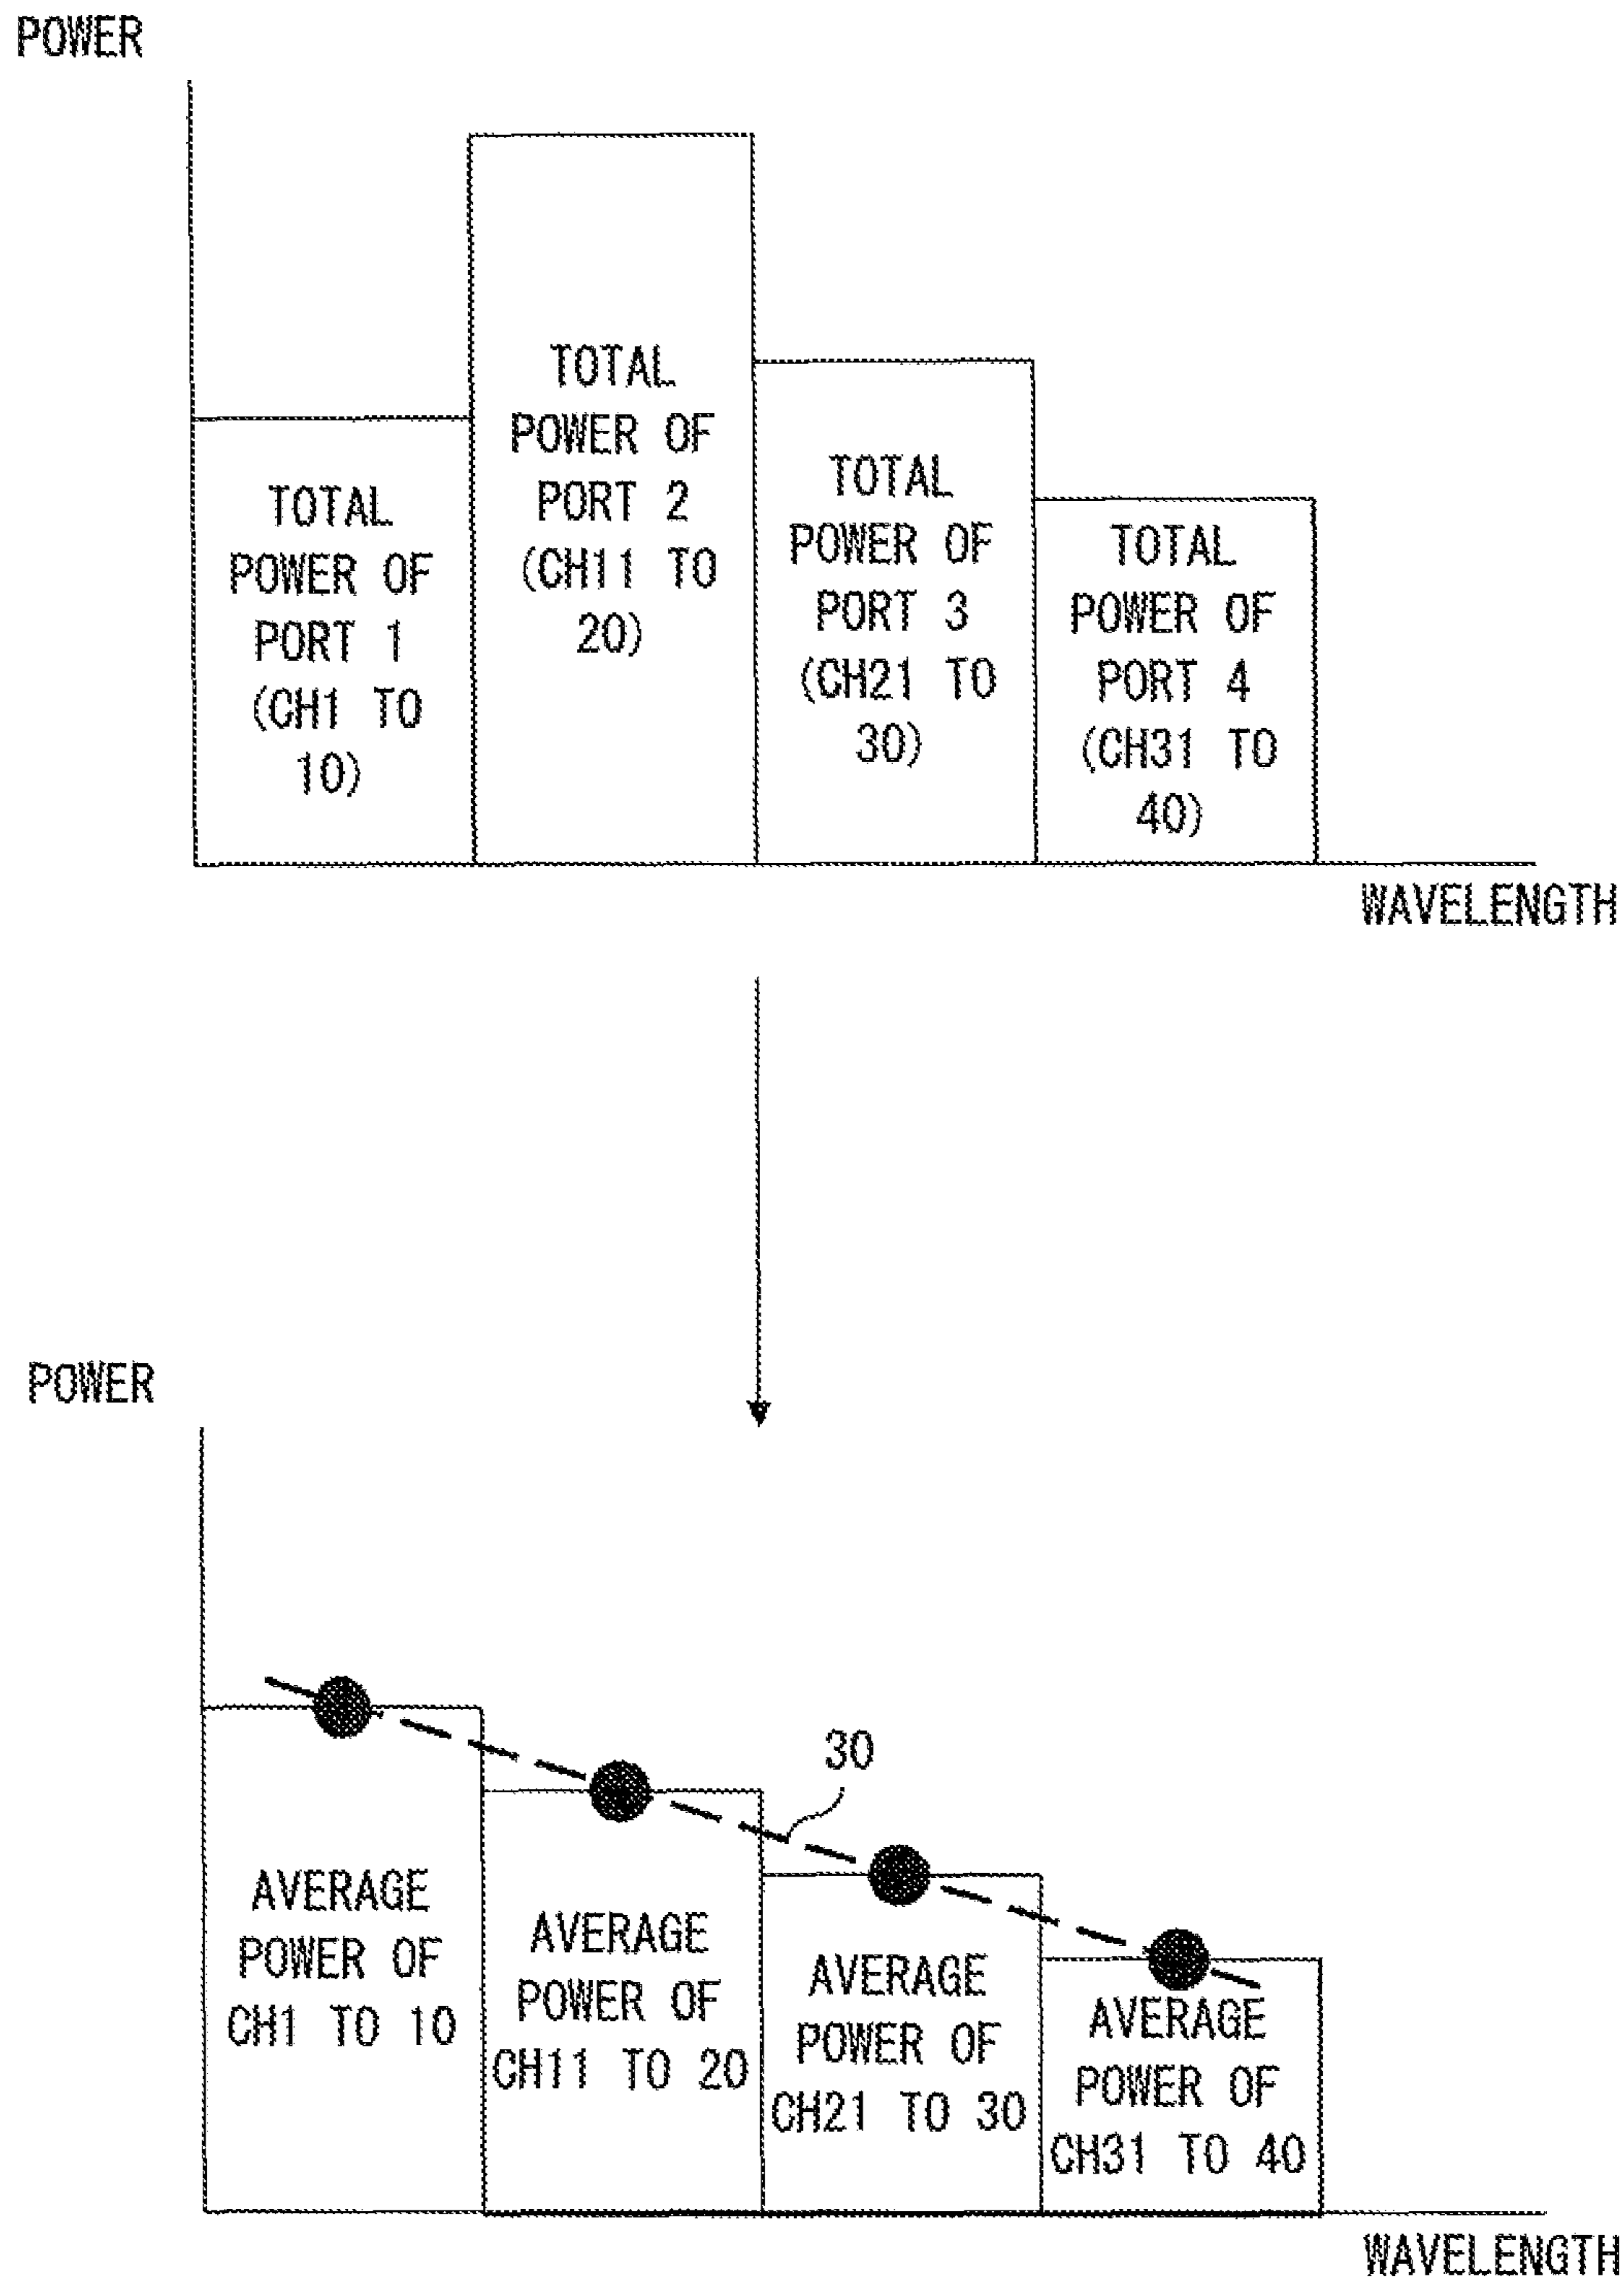 POWER
TOTAL
POWER OF
PORT 1
(CH1 TO
10)
TOTAL
POWER OF
PORT 2
(CH11 TO
20)
TOTAL
POWER OF
PORT 3
(CH21 TO
30)
TOTAL
POWER OF
PORT 4
(CH31 TO
40)
WAVELENGTH
POWER
30
AVERAGE
POWER OF
CH1 TO 10
AVERAGE
POWER OF
CH11 TO 20
AVERAGE
POWER OF
CH21 TO 30
AVERAGE
POWER OF
CH31 TO 40
WAVELENGTH